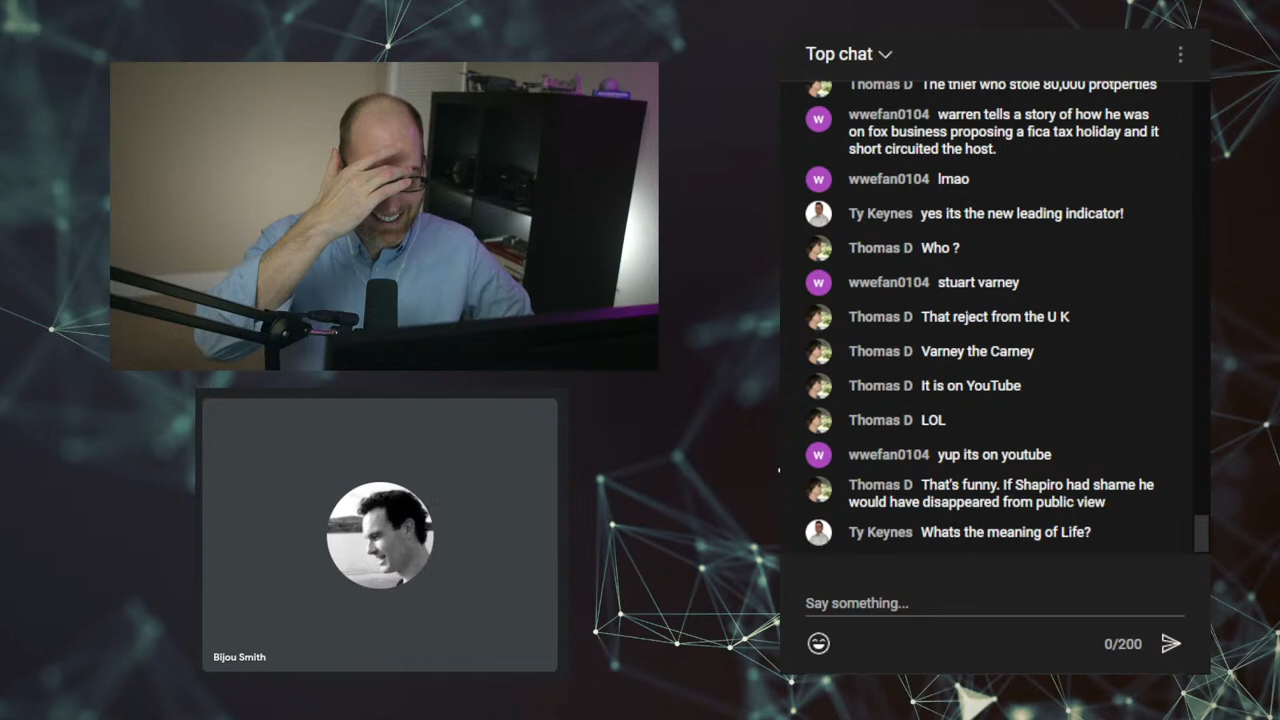 Top chat
Thomas D The thief who stole 80,000 protperties
wwefan0104 warren tells a story of how he was
on fox business proposing a fica tax holiday and it
short circuited the host.
wwefan0104 lmao
Ty Keynes yes its the new leading indicator!
Thomas D Who ?
wwefan0104 stuart varney
Thomas D That reject from the U K
Thomas D Varney the Carney
Thomas D It is on YouTube
Thomas D LOL
wwefan0104 yup its on youtube
Thomas D That's funny. If Shapiro had shame he
would have disappeared from public view
Ty Keynes Whats the meaning of Life?
Say something...
0/200
W
W
W
W
Bijou Smith